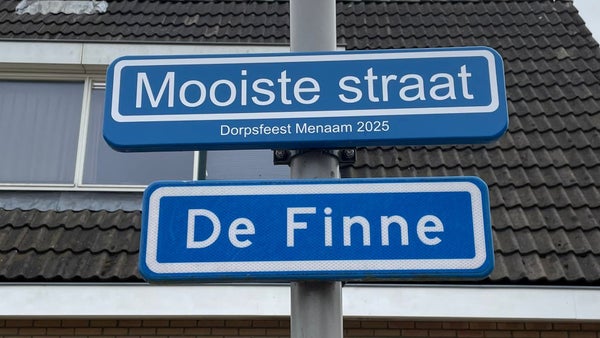 Mooiste straat
Dorpsfeest Menaam 2025
De Finne